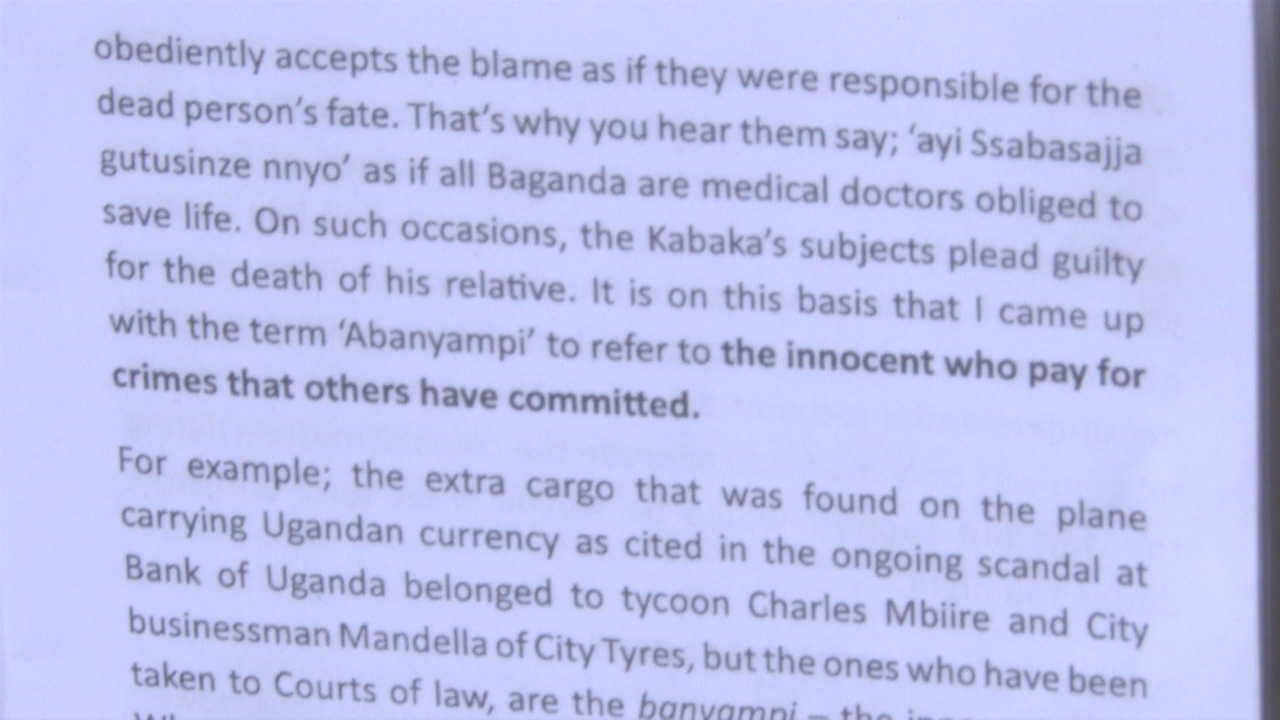 obediently accepts the blame as if they were responsible for the
dead person's fate. That's why you hear them say; 'ayi Ssabasajja
gutusinze nnyo' as if all Baganda are medical doctors obliged to
save life. On such occasions, the Kabaka's subjects plead guilty
for the death of his relative. It is on this basis that I came up
with the term 'Abanyampi' to refer to the innocent who pay for
crimes that others have committed.
For example; the extra cargo that was found on the plane
carrying Ugandan currency as cited in the ongoing scandal at
Bank of Uganda belonged to tycoon Charles Mbiire and City
businessman Mandella of City Tyres, but the ones who have been
taken to Courts of law, are the banyampi – the